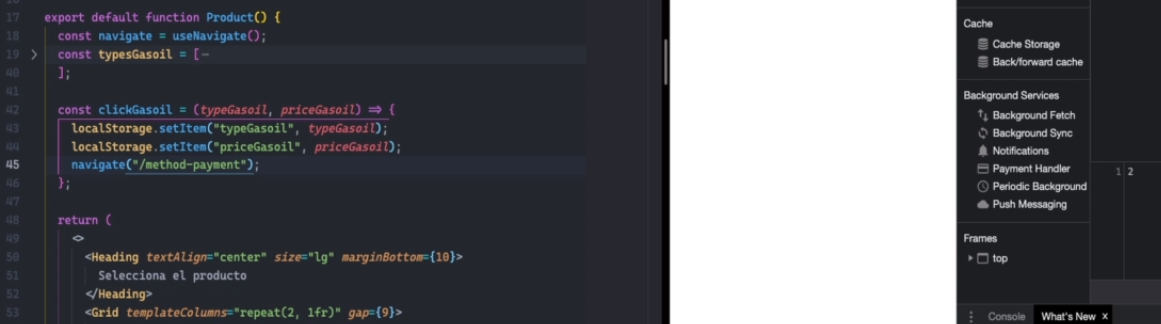 17 export default function Product() {
18 const navigate = useNavigate();
19 const typesGasoil = [
40 ];
41
42 const clickGasoil = (typeGasoil, priceGasoil) => {
43 localStorage.setItem("typeGasoil", typeGasoil);
44 localStorage.setItem("priceGasoil", priceGasoil);
45 navigate("/method-payment");
46 };
47
48 return (
49 <>
50 <Heading textAlign="center" size="lg" marginBottom={10}>
51 Selecciona el producto
52 </Heading>
53 <Grid templateColumns="repeat(2, 1fr)" gap={9}>
Cache
Cache Storage
Back/forward cache
Background Services
Background Fetch
Background Sync
Notifications
Payment Handler
Periodic Background
Push Messaging
Frames
top
1 2
Console What's New x